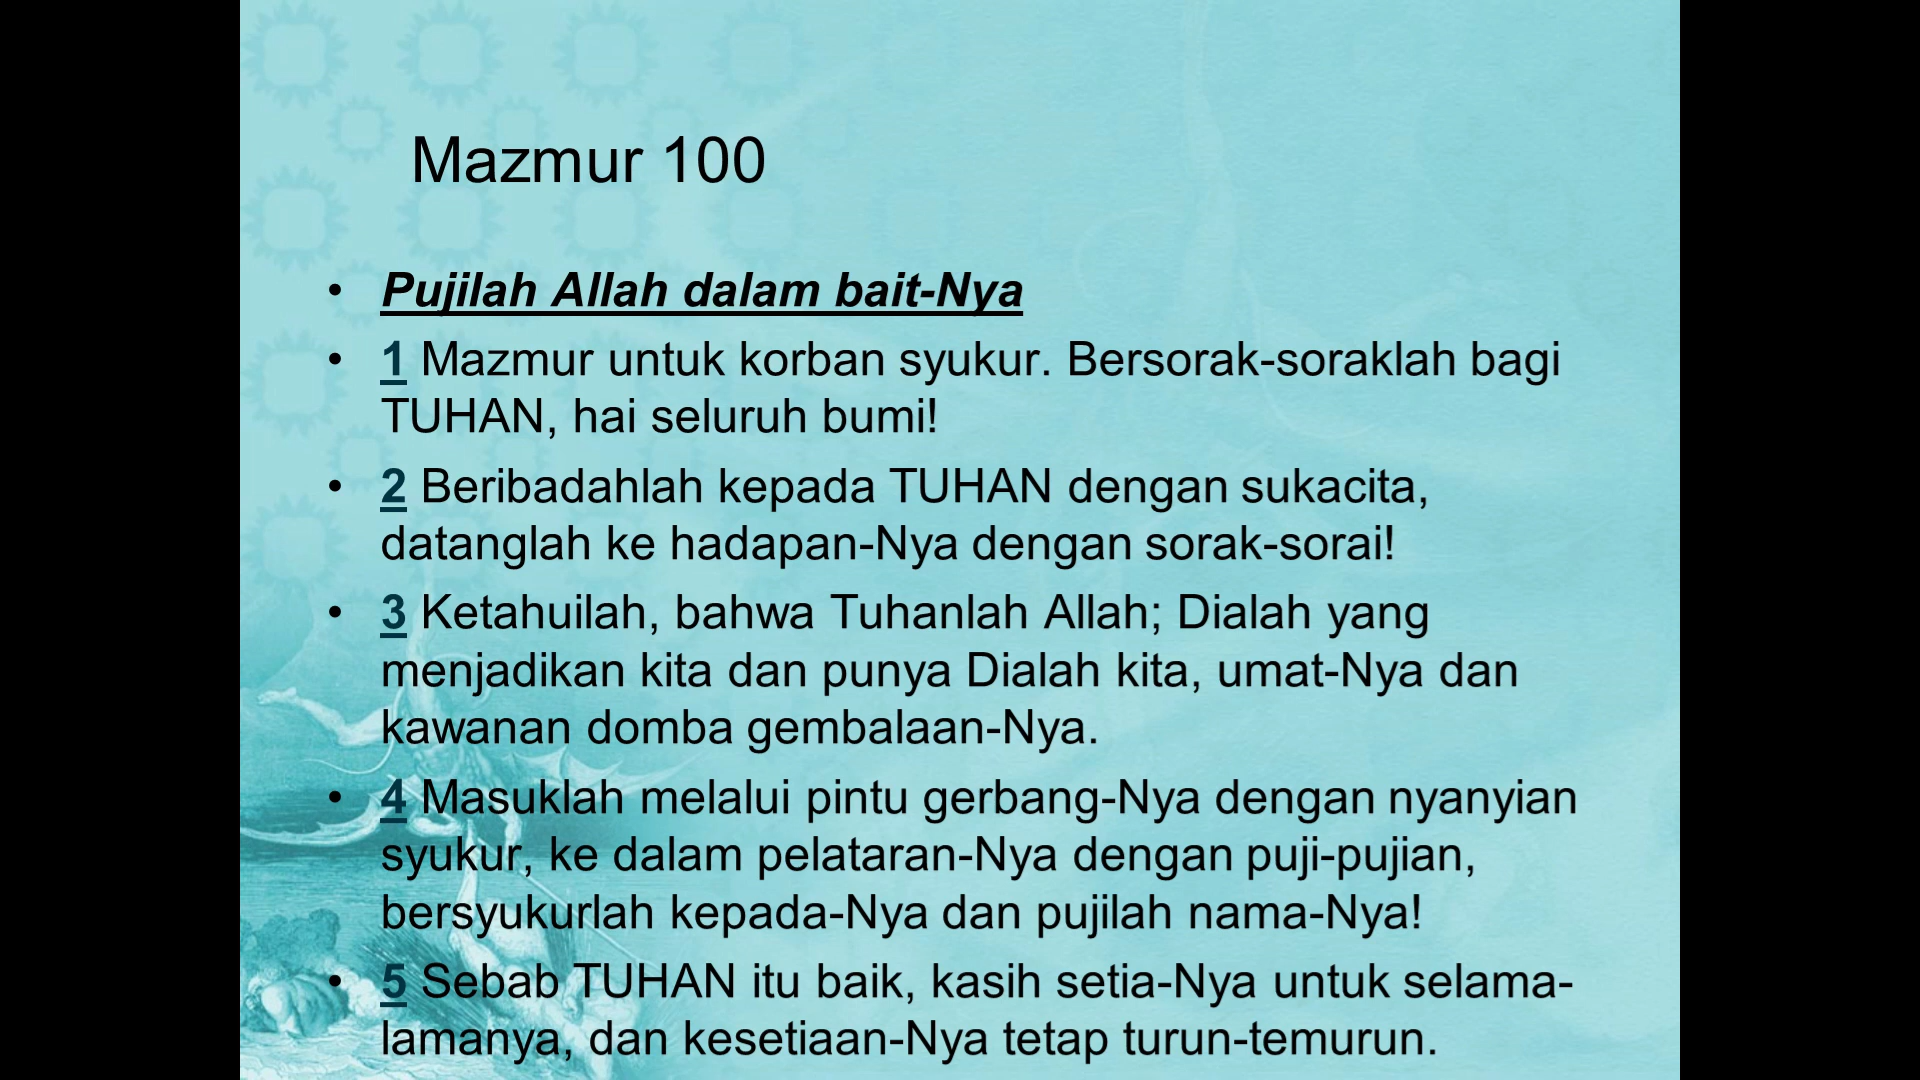 Mazmur 100
• Pujilah Allah dalam bait-Nya
• 1 Mazmur untuk korban syukur. Bersorak-soraklah bagi
TUHAN, hai seluruh bumi!
• 2 Beribadahlah kepada TUHAN dengan sukacita,
datanglah ke hadapan-Nya dengan sorak-sorai!
• 3 Ketahuilah, bahwa Tuhanlah Allah; Dialah yang
menjadikan kita dan punya Dialah kita, umat-Nya dan
kawanan domba gembalaan-Nya.
• 4 Masuklah melalui pintu gerbang-Nya dengan nyanyian
syukur, ke dalam pelataran-Nya dengan puji-pujian,
bersyukurlah kepada-Nya dan pujilah nama-Nya!
• 5 Sebab TUHAN itu baik, kasih setia-Nya untuk selama-
lamanya, dan kesetiaan-Nya tetap turun-temurun.